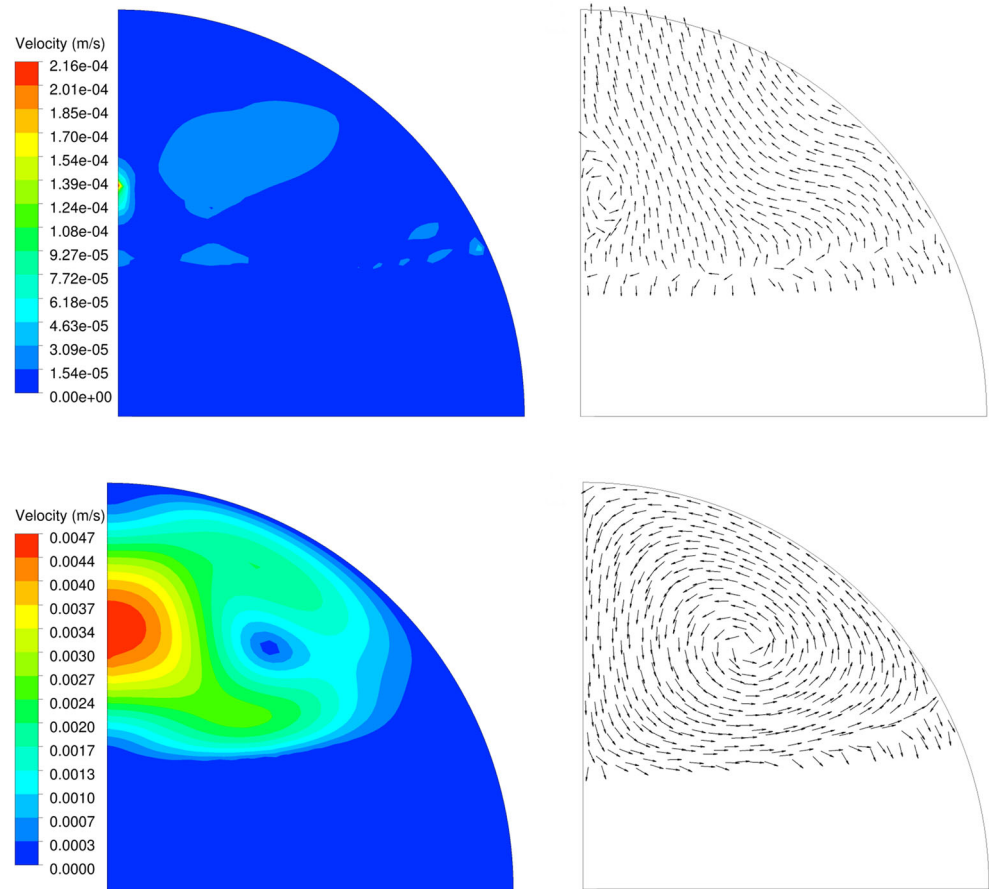 Velocity (m/s)
2.16e-04
2.01e-04
1.85e-04
1.70e-04
1.54e-04
1.39e-04
1.24e-04
1.08e-04
9.27e-05
7.72e-05
6.18e-05
4.63e-05
3.09e-05
1.54e-05
0.00e+00
Velocity (m/s)
0.0047
0.0044
0.0040
0.0037
0.0034
0.0030
0.0027
0.0024
0.0020
0.0017
0.0013
0.0010
0.0007
0.0003
0.0000